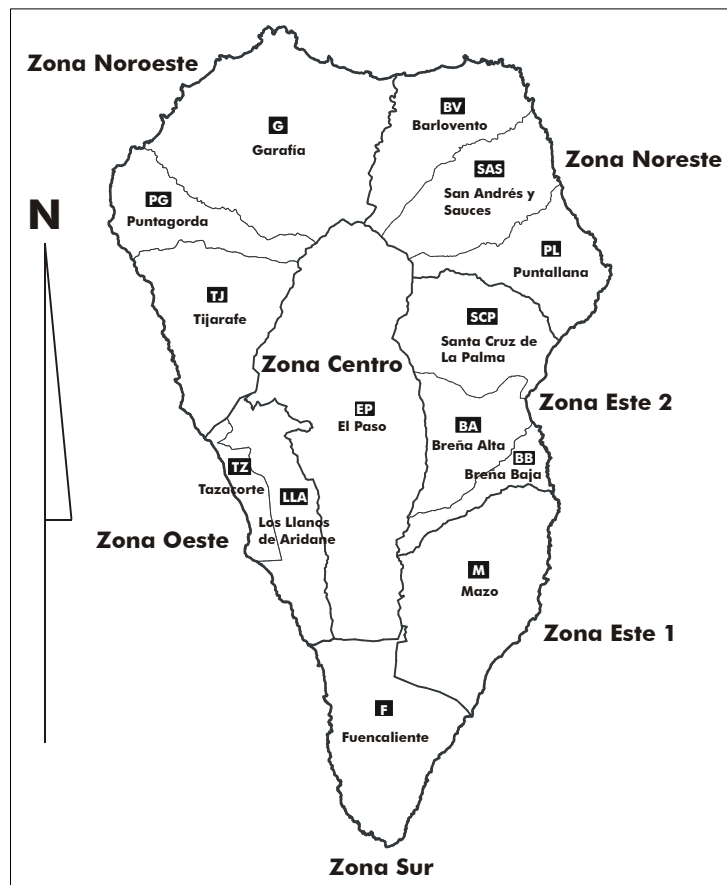 Zona Noroeste
BV
Barlovento
G
Garafía
Zona Noreste
SAS
San Andrés y
Sauces
PG
Puntagorda
N
PL
Puntallana
TJ
Tijarafe
SCP
Santa Cruz de
La Palma
Zona Centro
EP
El Paso
Zona Este 2
BA
Breña Alta
BB
Breña Baja
TZ
Tazacorte
LLA
Los Llanos
de Aridane
Zona Oeste
M
Mazo
Zona Este 1
F
Fuencaliente
Zona Sur